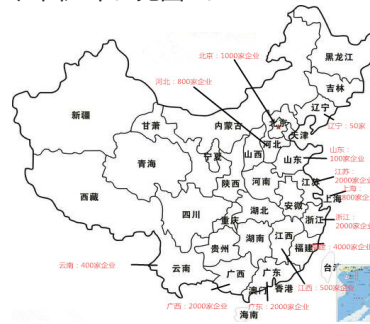 北京：1000家企业
河北：800家企业
黑龙江
吉林
辽宁
辽宁：50家
新疆
甘肃
内蒙古
北京
天津
河北
宁夏
山西
山东
山东：
100家企业
青海
陕西
河南
江苏
江苏：
2000家企业
上海：
800家企业
上海
西藏
四川
重庆
湖北
安徽
浙江
浙江：
2000家企业
湖南
江西
福建
4000家企业
贵州
云南
云南：400家企业
广西
广东
台
江西：500家企业
澳门
香港
广西：2000家企业
广东：2000家企业
海南